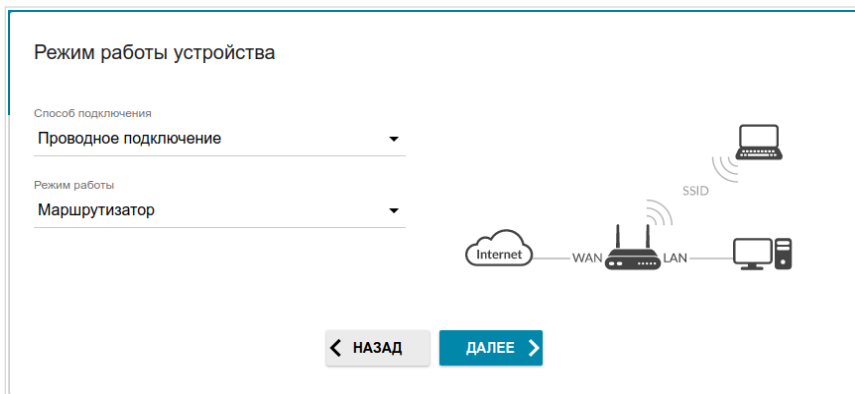 Режим работы устройства
Способ подключения
Проводное подключение
Режим работы
Маршрутизатор
SSID
Internet
WAN
LAN
НАЗАД
ДАЛЕЕ